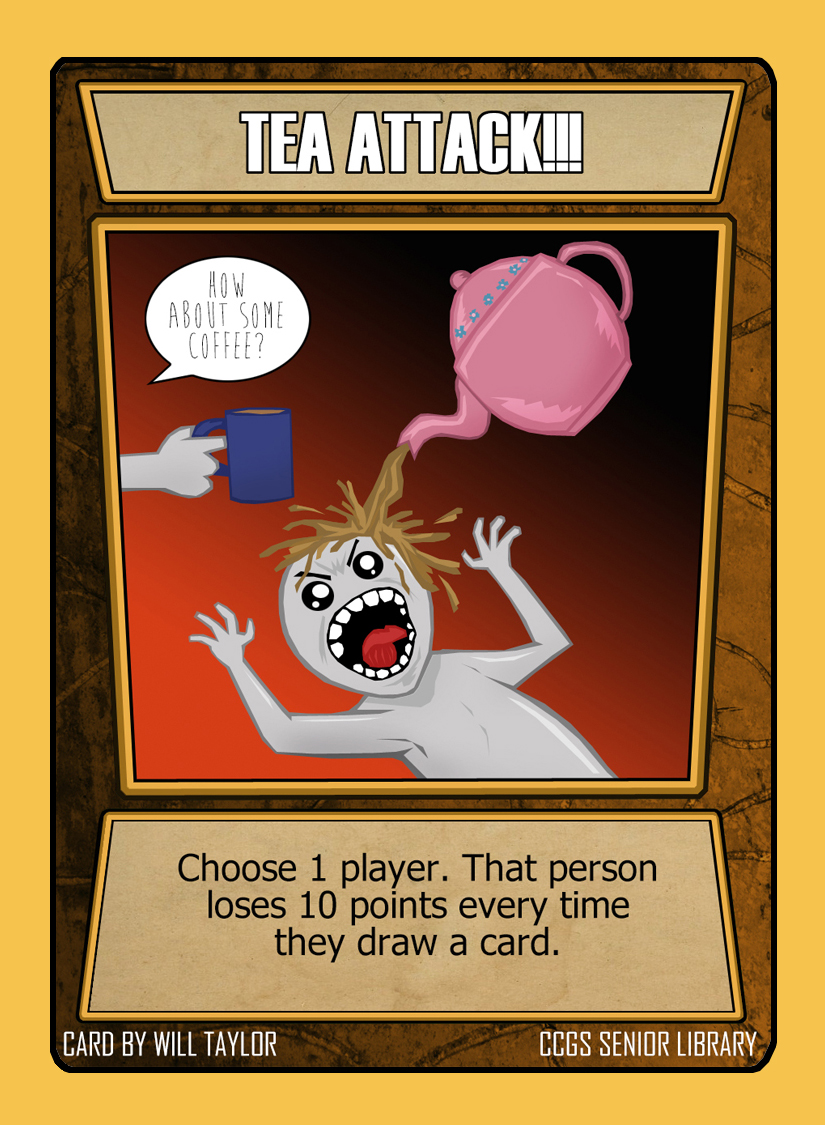 TEA ATTACK!!!
HOW
ABOUT SOME
COFFEE?
Choose 1 player. That person
loses 10 points every time
they draw a card.
CARD BY WILL TAYLOR
CCGS SENIOR LIBRARY